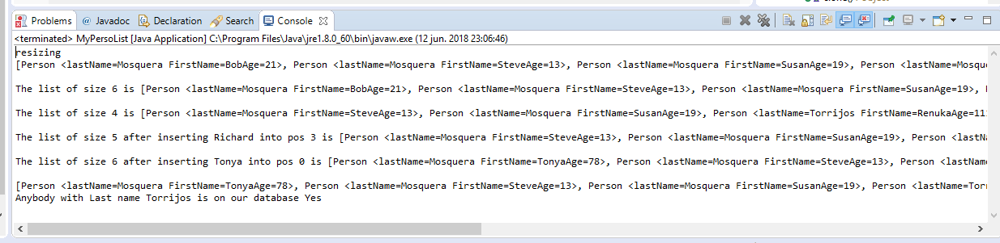 Problems @ Javadoc Declaration Search Console
<terminated> MyPersoList [Java Application] C:\Program Files\Java\jre1.8.0_60\bin\javaw.exe (12 jun. 2018 23:06:46)
resizing
[Person <lastName=Mosquera FirstName=BobAge=21>, Person <lastName=Mosquera FirstName=SteveAge=13>, Person <lastName=Mosquera FirstName=SusanAge=19>, Person <lastName=Mosque
The list of size 6 is [Person <lastName=Mosquera FirstName=BobAge=21>, Person <lastName=Mosquera FirstName=SteveAge=13>, Person <lastName=Mosquera FirstName=SusanAge=19>,
The list of size 4 is [Person <lastName=Mosquera FirstName=SteveAge=13>, Person <lastName=Mosquera FirstName=SusanAge=19>, Person <lastName=Torrijos FirstName=RenukaAge=11
The list of size 5 after inserting Richard into pos 3 is [Person <lastName=Mosquera FirstName=SteveAge=13>, Person <lastName=Mosquera FirstName=SusanAge=19>, Person <lastN
The list of size 6 after inserting Tonya into pos 0 is [Person <lastName=Mosquera FirstName=TonyaAge=78>, Person <lastName=Mosquera FirstName=SteveAge=13>, Person <lastName
[Person <lastName=Mosquera FirstName=TonyaAge=78>, Person <lastName=Mosquera FirstName=SteveAge=13>, Person <lastName=Mosquera FirstName=SusanAge=19>, Person <lastName=Tor
Anybody with Last name Torrijos is on our database Yes